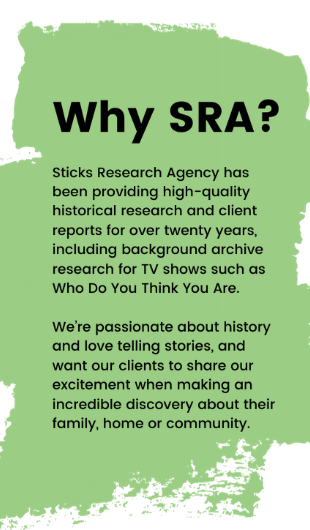 Why SRA?
Sticks Research Agency has
been providing high-quality
historical research and client
reports for over twenty years,
including background archive
research for TV shows such as
Who Do You Think You Are.
We're passionate about history
and love telling stories, and
want our clients to share our
excitement when making an
incredible discovery about their
family, home or community.